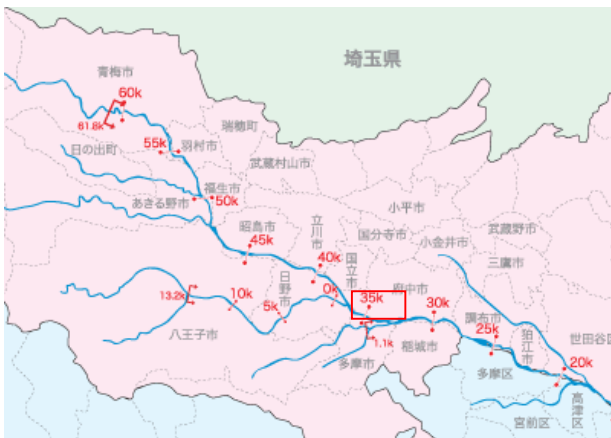 埼玉県
青梅市
60k
61.8k
瑞穂町
55k
羽村市
日の出町
武蔵村山市
福生市
50k
あきる野市
小平市
昭島市
45k
立川市
国分寺市
武蔵野市
小金井市
40k
国立市
三鷹市
日野市
0k
35k
府中市
13.2k
10k
5k
30k
調布市
25k
八王子市
1.1k
稲城市
狛江市
世田谷区
多摩市
多摩区
20k
高津区
宮前区